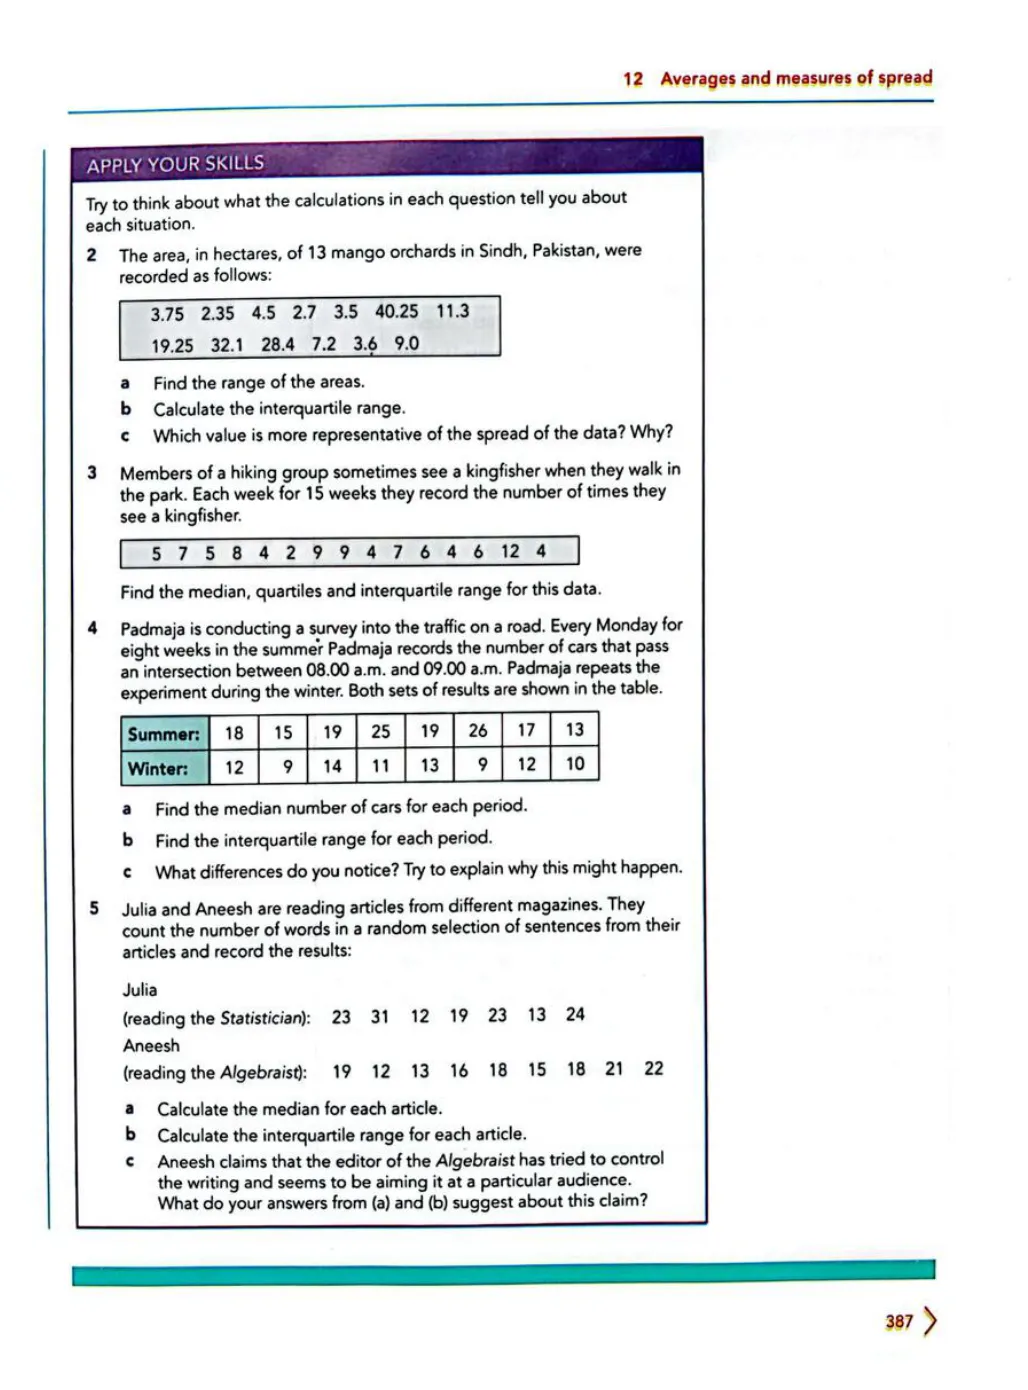 12 Averages and measures of spread
APPLY YOUR SKILLS
Try to think about what the calculations in each question tell you about
each situation.
2 The area, in hectares, of 13 mango orchards in Sindh, Pakistan, were
recorded as follows:
3.75 2.35 4.5 2.7 3.5 40.25 11.3
19.25 32.1 28.4 7.2 3.6 9.0
a Find the range of the areas.
b Calculate the interquartile range.
c Which value is more representative of the spread of the data? Why?
3 Members of a hiking group sometimes see a kingfisher when they walk in
the park. Each week for 15 weeks they record the number of times they
see a kingfisher.
5 7 5 8 4 2 9 9 4 7 6 4 6 12 4
Find the median, quartiles and interquartile range for this data.
4 Padmaja is conducting a survey into the traffic on a road. Every Monday for
eight weeks in the summer Padmaja records the number of cars that pass
an intersection between 08.00 a.m. and 09.00 a.m. Padmaja repeats the
experiment during the winter. Both sets of results are shown in the table.
Summer: 18 15 19 25 19 26 17 13
Winter: 12 9 14 11 13 9 12 10
a Find the median number of cars for each period.
b Find the interquartile range for each period.
c What differences do you notice? Try to explain why this might happen.
5 Julia and Aneesh are reading articles from different magazines. They
count the number of words in a random selection of sentences from their
articles and record the results:
Julia
(reading the Statistician): 23 31 12 19 23 13 24
Aneesh
(reading the Algebraist): 19 12 13 16 18 15 18 21 22
a Calculate the median for each article.
b Calculate the interquartile range for each article.
c Aneesh claims that the editor of the Algebraist has tried to control
the writing and seems to be aiming it at a particular audience.
What do your answers from (a) and (b) suggest about this claim?
387